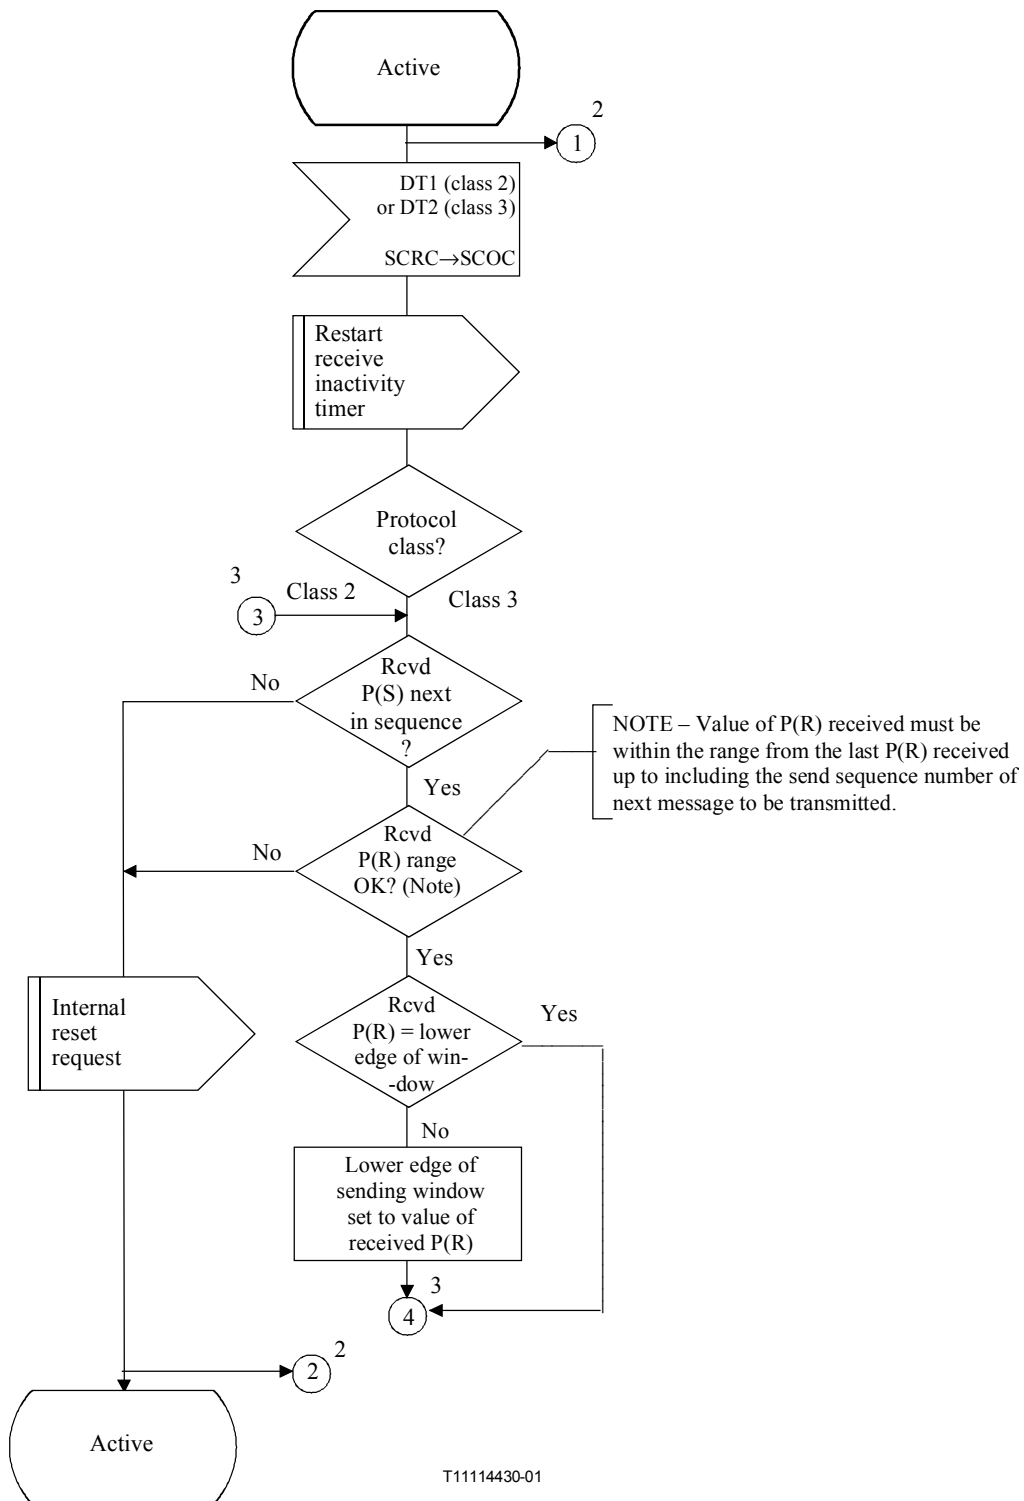 Active
2
1
DT1 (class 2)
or DT2 (class 3)
SCRC→SCOC
Restart
receive
inactivity
timer
Protocol
class?
3
Class 2
Class 3
3
Rcvd
P(S) next
in sequence
?
No
Yes
NOTE – Value of P(R) received must be
within the range from the last P(R) received
up to including the send sequence number of
next message to be transmitted.
Rcvd
P(R) range
OK? (Note)
No
Yes
Internal
reset
request
Rcvd
P(R) = lower
edge of win-
-dow
Yes
No
Lower edge of
sending window
set to value of
received P(R)
3
4
2
2
Active
T11114430-01